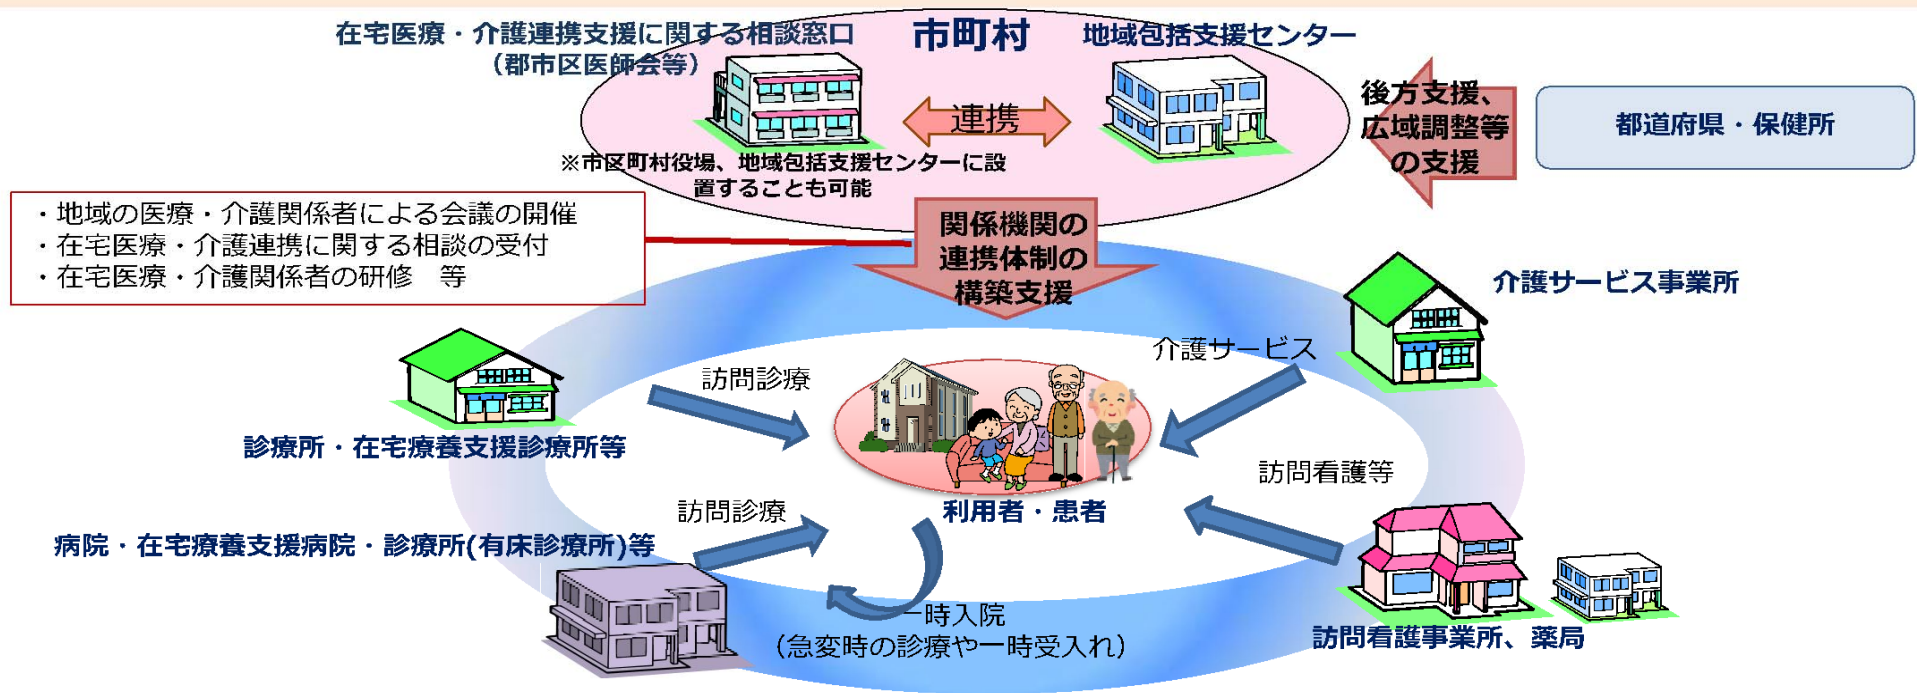 在宅医療・介護連携支援に関する相談窓口
（郡市区医師会等）
市町村
地域包括支援センター
連携
※市区町村役場、地域包括支援センターに設
置することも可能
後方支援、
広域調整等
の支援
都道府県・保健所
・地域の医療・介護関係者による会議の開催
・在宅医療・介護連携に関する相談の受付
・在宅医療・介護関係者の研修　等
関係機関の
連携体制の
構築支援
介護サービス事業所
介護サービス
訪問診療
診療所・在宅療養支援診療所等
訪問看護等
利用者・患者
訪問診療
病院・在宅療養支援病院・診療所(有床診療所)等
一時入院
（急変時の診療や一時受入れ）
訪問看護事業所、薬局